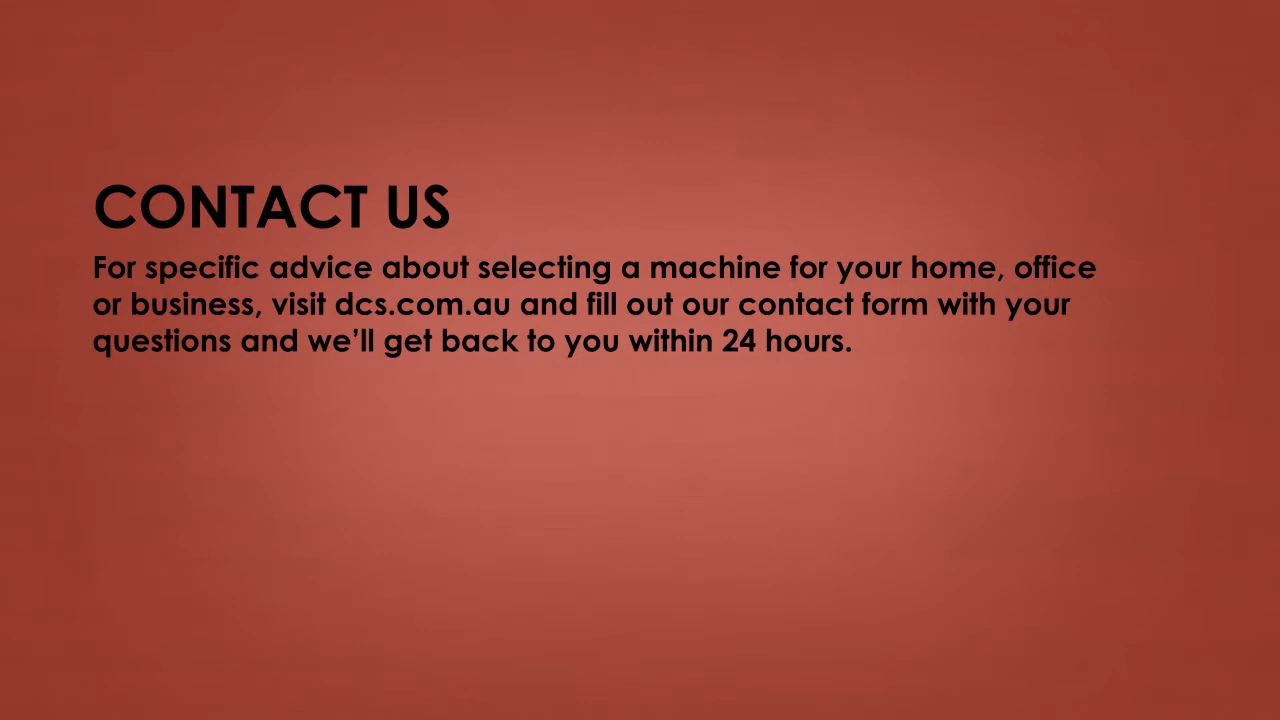 CONTACT US
For specific advice about selecting a machine for your home, office
or business, visit dcs.com.au and fill out our contact form with your
questions and we’ll get back to you within 24 hours.